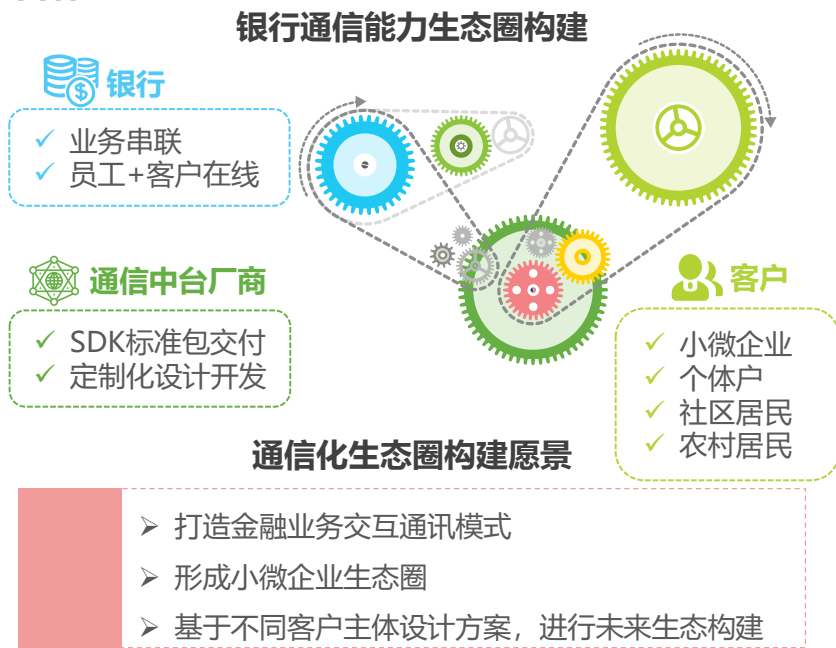 银行通信能力生态圈构建
银行
业务串联
员工+客户在线
通信中台厂商
SDK标准包交付
定制化设计开发
客户
小微企业
个体户
社区居民
农村居民
通信化生态圈构建愿景
打造金融业务交互通讯模式
形成小微企业生态圈
基于不同客户主体设计方案，进行未来生态构建